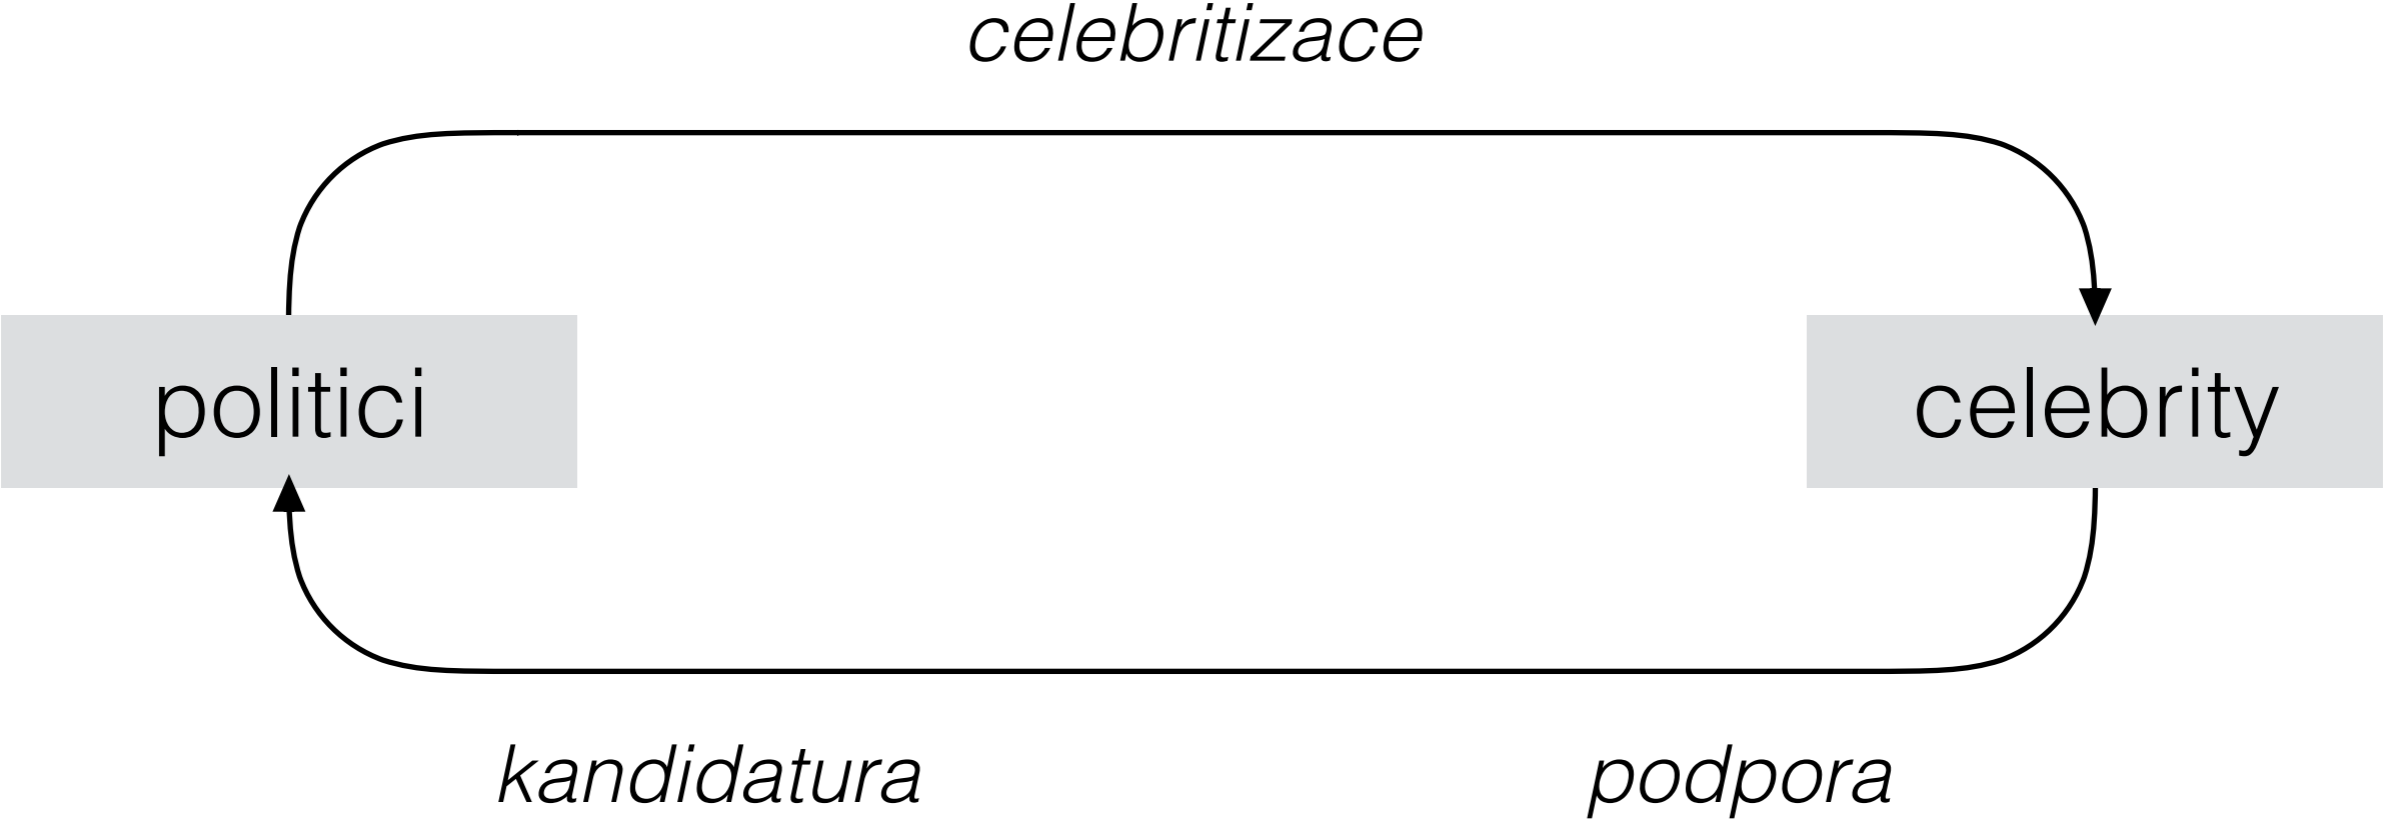 celebritizace
politici
celebrity
kandidatura
podpora